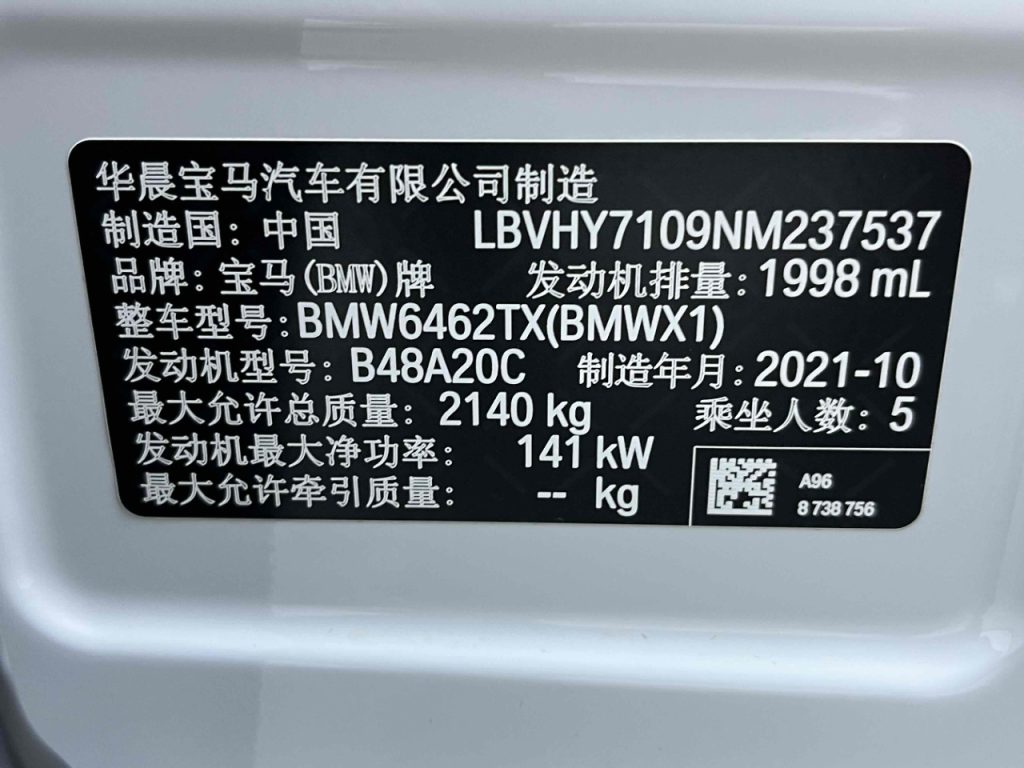 华晨宝马汽车有限公司制造
制造国：中国 LBVHY7109NM237537
品牌：宝马(BMW)牌 发动机排量：1998 mL
整车型号：BMW6462TX(BMWX1)
发动机型号：B48A20C 制造年月：2021-10
最大允许总质量：2140 kg 乘坐人数：5
发动机最大净功率：141 kW
最大允许牵引质量：-- kg
A96
8 738 756